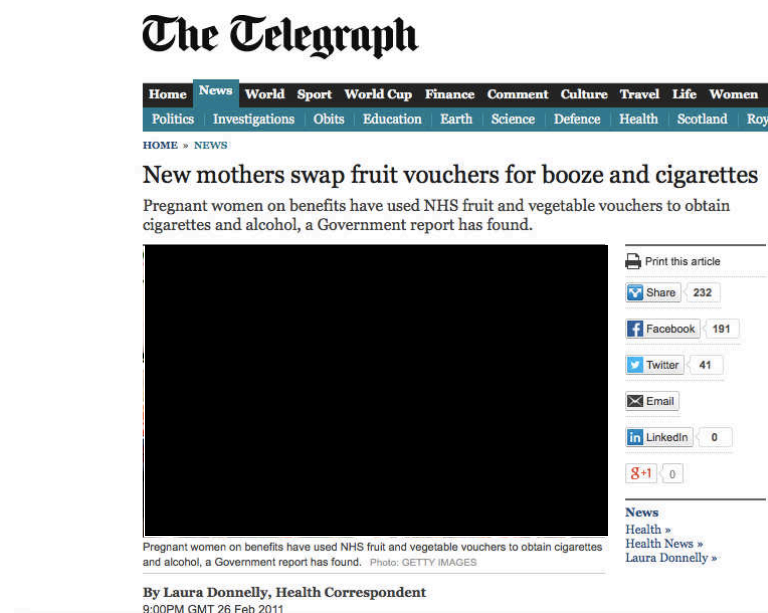 The Telegraph
Home News World Sport World Cup Finance Comment Culture Travel Life Women
Politics Investigations Obits Education Earth Science Defence Health Scotland
HOME » NEWS
New mothers swap fruit vouchers for booze and cigarettes
Pregnant women on benefits have used NHS fruit and vegetable vouchers to obtain
cigarettes and alcohol, a Government report has found.
Print this article
Share 232
Facebook 191
Twitter 41
Email
in LinkedIn 0
g+1 0
News
Health »
Health News »
Laura Donnelly »
Pregnant women on benefits have used NHS fruit and vegetable vouchers to obtain cigarettes
and alcohol, a Government report has found. Photo: GETTY IMAGES
By Laura Donnelly, Health Correspondent
9:00PM GMT 26 Feb 2011